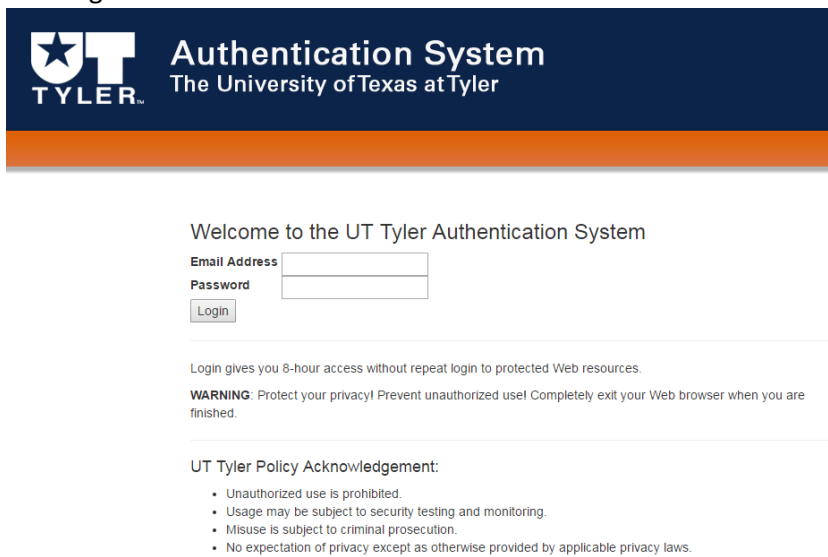 UT
TYLER™
Authentication System
The University of Texas at Tyler
Welcome to the UT Tyler Authentication System
Email Address
Password
Login
Login gives you 8-hour access without repeat login to protected Web resources.
WARNING: Protect your privacy! Prevent unauthorized use! Completely exit your Web browser when you are
finished.
UT Tyler Policy Acknowledgement:
• Unauthorized use is prohibited.
• Usage may be subject to security testing and monitoring.
• Misuse is subject to criminal prosecution.
• No expectation of privacy except as otherwise provided by applicable privacy laws.